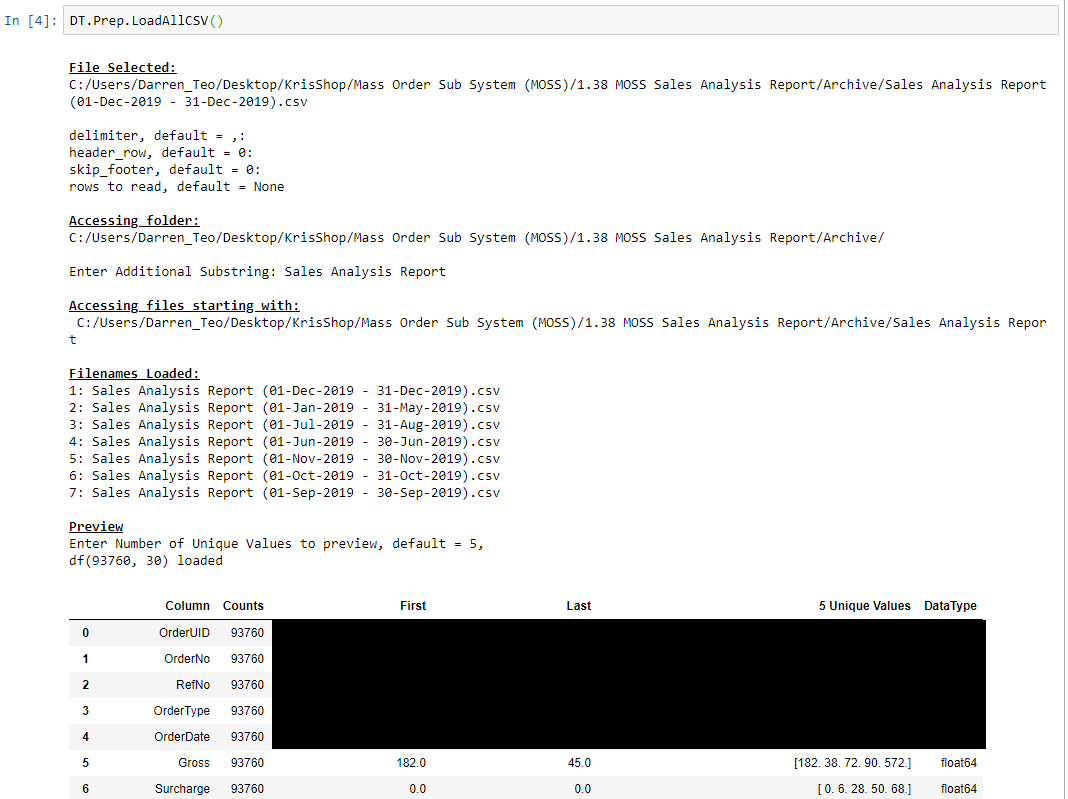 In [4]: DT.Prep.LoadAllCSV()
File Selected:
C:/Users/Darren_Teo/Desktop/KrisShop/Mass Order Sub System (MOSS)/1.38 MOSS Sales Analysis Report/Archive/Sales Analysis Report
(01-Dec-2019 - 31-Dec-2019).csv
delimiter, default = ,:
header_row, default = 0:
skip_footer, default = 0:
rows to read, default = None
Accessing folder:
C:/Users/Darren_Teo/Desktop/KrisShop/Mass Order Sub System (MOSS)/1.38 MOSS Sales Analysis Report/Archive/
Enter Additional Substring: Sales Analysis Report
Accessing files starting with:
C:/Users/Darren_Teo/Desktop/KrisShop/Mass Order Sub System (MOSS)/1.38 MOSS Sales Analysis Report/Archive/Sales Analysis Repor
t
Filenames Loaded:
1: Sales Analysis Report (01-Dec-2019 - 31-Dec-2019).csv
2: Sales Analysis Report (01-Jan-2019 - 31-May-2019).csv
3: Sales Analysis Report (01-Jul-2019 - 31-Aug-2019).csv
4: Sales Analysis Report (01-Jun-2019 - 30-Jun-2019).csv
5: Sales Analysis Report (01-Nov-2019 - 30-Nov-2019).csv
6: Sales Analysis Report (01-Oct-2019 - 31-Oct-2019).csv
7: Sales Analysis Report (01-Sep-2019 - 30-Sep-2019).csv
Preview
Enter Number of Unique Values to preview, default = 5,
df(93760, 30) loaded
Column Counts First Last 5 Unique Values DataType
0 OrderUID 93760
1 OrderNo 93760
2 RefNo 93760
3 OrderType 93760
4 OrderDate 93760
5 Gross 93760 182.0 45.0 [182. 38. 72. 90. 572.] float64
6 Surcharge 93760 0.0 0.0 [ 0. 6. 28. 50. 68.] float64